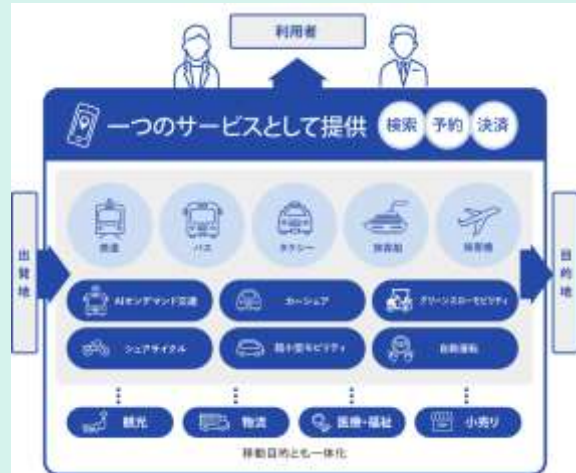 利用者
一つのサービスとして提供 検索 予約 決済
出発地
目的地
鉄道 バス タクシー 旅客船 旅客機
AIオンデマンド交通 カーシェア グリーンスローモビリティ
シェアサイクル 超小型モビリティ 自動運転
観光 物流 医療・福祉 小売り
移動目的とも一体化